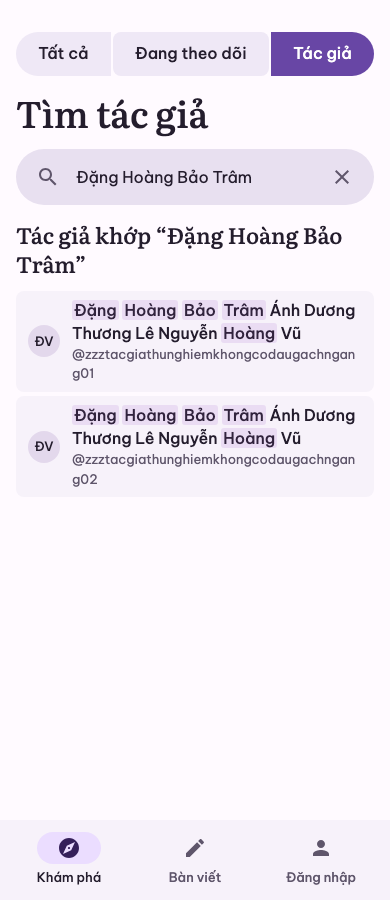 Tất cả
Đang theo dõi
Tác giả
Tìm tác giả
Đặng Hoàng Bảo Trâm
Tác giả khớp “Đặng Hoàng Bảo
Trâm”
ĐV
Đặng Hoàng Bảo Trâm Ánh Dương
Thương Lê Nguyễn Hoàng Vũ
@zzztacgiathunghiemkhongcodaugachngan
g01
ĐV
Đặng Hoàng Bảo Trâm Ánh Dương
Thương Lê Nguyễn Hoàng Vũ
@zzztacgiathunghiemkhongcodaugachngan
g02
Khám phá
Bàn viết
Đăng nhập